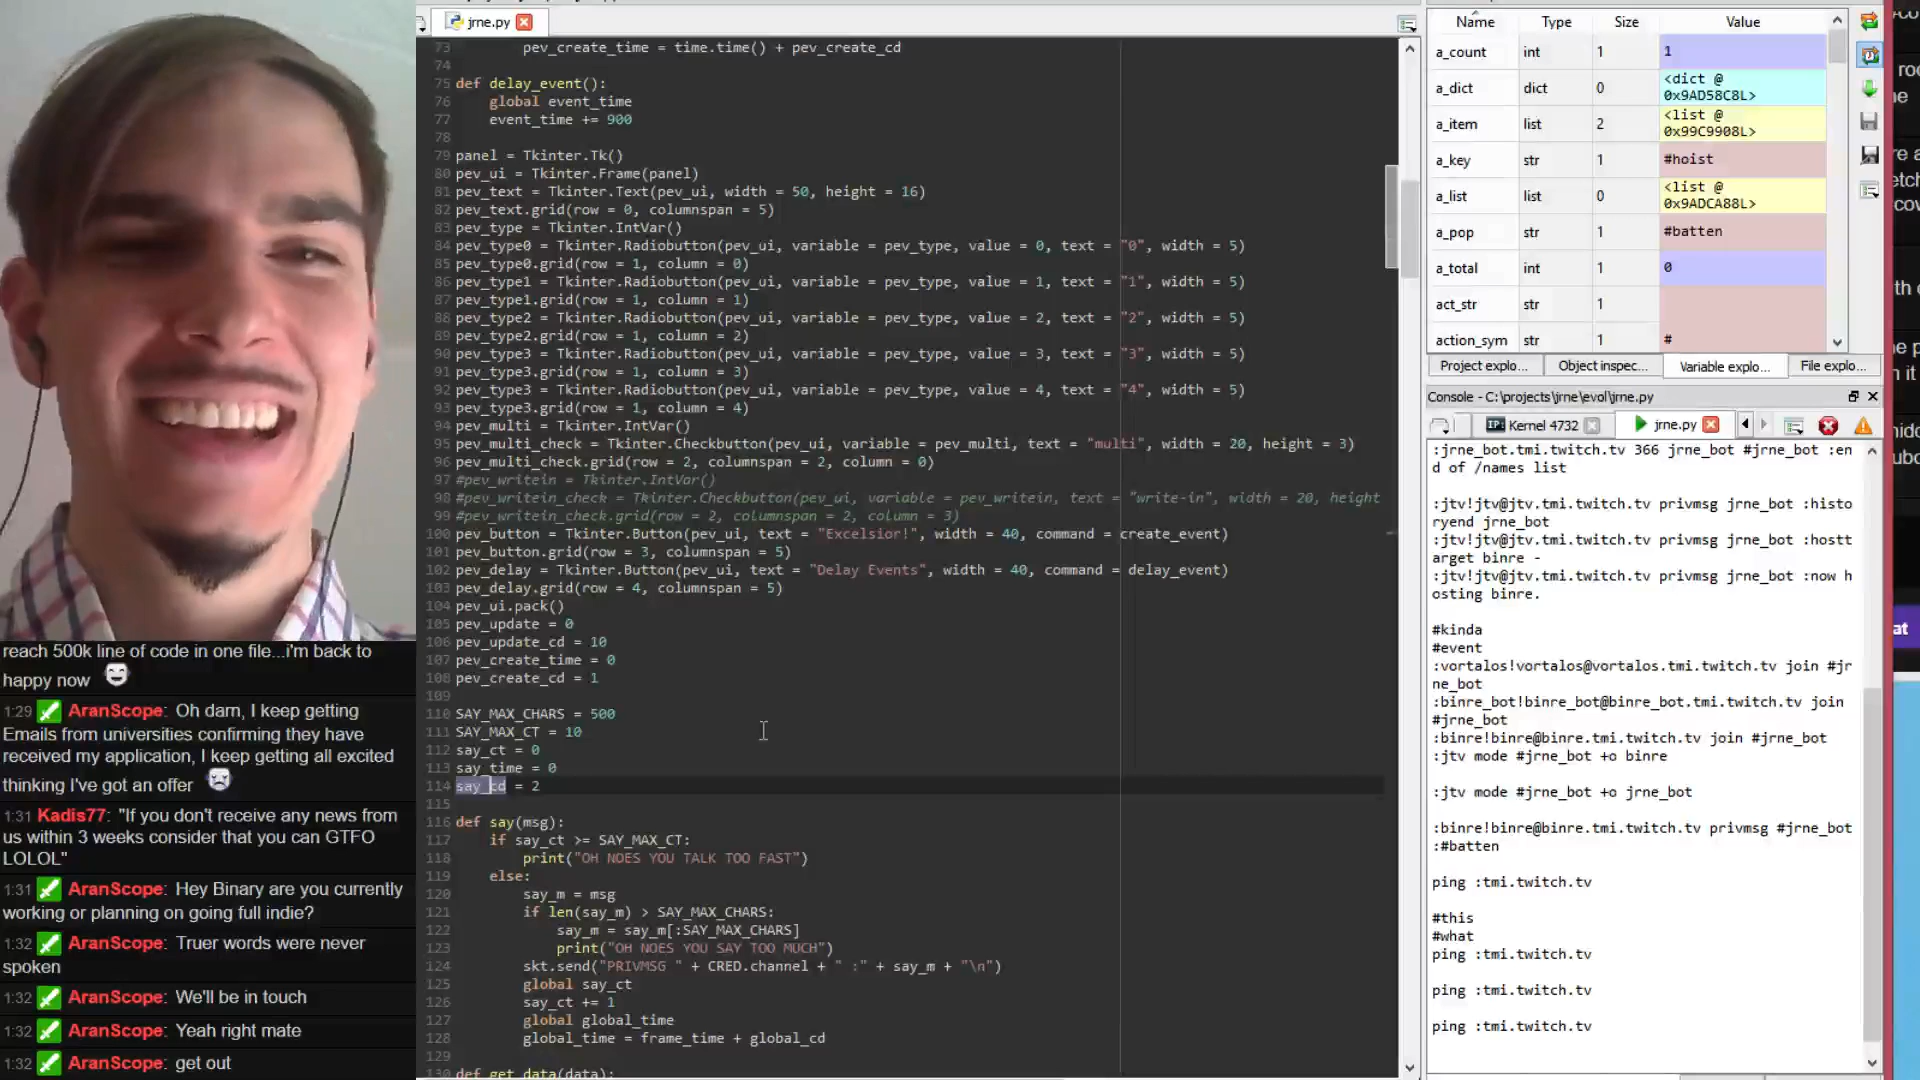 jrne.py
73 pev_create_time = time.time() + pev_create_cd
74
75 def delay_event():
76 global event_time
77 event_time += 900
78
79 panel = Tkinter.Tk()
80 pev_ui = Tkinter.Frame(panel)
81 pev_text = Tkinter.Text(pev_ui, width = 50, height = 16)
82 pev_text.grid(row = 0, columnspan = 5)
83 pev_type = Tkinter.IntVar()
84 pev_type0 = Tkinter.Radiobutton(pev_ui, variable = pev_type, value = 0, text = "0", width = 5)
85 pev_type0.grid(row = 1, column = 0)
86 pev_type1 = Tkinter.Radiobutton(pev_ui, variable = pev_type, value = 1, text = "1", width = 5)
87 pev_type1.grid(row = 1, column = 1)
88 pev_type2 = Tkinter.Radiobutton(pev_ui, variable = pev_type, value = 2, text = "2", width = 5)
89 pev_type2.grid(row = 1, column = 2)
90 pev_type3 = Tkinter.Radiobutton(pev_ui, variable = pev_type, value = 3, text = "3", width = 5)
91 pev_type3.grid(row = 1, column = 3)
92 pev_type3 = Tkinter.Radiobutton(pev_ui, variable = pev_type, value = 4, text = "4", width = 5)
93 pev_type3.grid(row = 1, column = 4)
94 pev_multi = Tkinter.IntVar()
95 pev_multi_check = Tkinter.Checkbutton(pev_ui, variable = pev_multi, text = "multi", width = 20, height = 3)
96 pev_multi_check.grid(row = 2, columnspan = 2, column = 0)
97 #pev_writein = Tkinter.IntVar()
98 #pev_writein_check = Tkinter.Checkbutton(pev_ui, variable = pev_writein, text = "write-in", width = 20, height
99 #pev_writein_check.grid(row = 2, columnspan = 2, column = 3)
100 pev_button = Tkinter.Button(pev_ui, text = "Excelsior!", width = 40, command = create_event)
101 pev_button.grid(row = 3, columnspan = 5)
102 pev_delay = Tkinter.Button(pev_ui, text = "Delay Events", width = 40, command = delay_event)
103 pev_delay.grid(row = 4, columnspan = 5)
104 pev_ui.pack()
105 pev_update = 0
106 pev_update_cd = 10
107 pev_create_time = 0
108 pev_create_cd = 1
109
110 SAY_MAX_CHARS = 500
111 SAY_MAX_CT = 10
112 say_ct = 0
113 say_time = 0
114 say_cd = 2
115
116 def say(msg):
117 if say_ct >= SAY_MAX_CT:
118 print("OH NOES YOU TALK TOO FAST")
119 else:
120 say_m = msg
121 if len(say_m) > SAY_MAX_CHARS:
122 say_m = say_m[:SAY_MAX_CHARS]
123 print("OH NOES YOU SAY TOO MUCH")
124 skt.send("PRIVMSG " + CRED.channel + " :" + say_m + "\n")
125 global say_ct
126 say_ct += 1
127 global global_time
128 global_time = frame_time + global_cd
129
130 def get_data(data):
reach 500k line of code in one file...i'm back to
happy now
1:29 AranScope: Oh damn, I keep getting
Emails from universities confirming they have
received my application, I keep getting all excited
thinking I've got an offer
1:31 Kadis77: "If you don't receive any news from
us within 3 weeks consider that you can GTFO
LOLOL"
1:31 AranScope: Hey Binary are you currently
working or planning on going full indie?
1:32 AranScope: Truer words were never
spoken
1:32 AranScope: We'll be in touch
1:32 AranScope: Yeah right mate
1:32 AranScope: get out
Name Type Size Value
a_count int 1 1
a_dict dict 0 <dict @
0x9AD58C8L>
a_item list 2 <list @
0x99C9908L>
a_key str 1 #hoist
a_list list 0 <list @
0x9ADCA88L>
a_pop str 1 #batten
a_total int 1 0
act_str str 1
action_sym str 1 #
Project explo... Object inspec... Variable explo... File explo...
Console - C:\projects\jrne\evol\jrne.py
IP: Kernel 4732 jrne.py
:jrne_bot.tmi.twitch.tv 366 jrne_bot #jrne_bot :en
d of /names list
:jtv!jtv@jtv.tmi.twitch.tv privmsg jrne_bot :histo
ryend jrne_bot
:jtv!jtv@jtv.tmi.twitch.tv privmsg jrne_bot :hostt
arget binre -
:jtv!jtv@jtv.tmi.twitch.tv privmsg jrne_bot :now h
osting binre.
#kinda
#event
:vortalos!vortalos@vortalos.tmi.twitch.tv join #jr
ne_bot
:binre_bot!binre_bot@binre_bot.tmi.twitch.tv join
#jrne_bot
:binre!binre@binre.tmi.twitch.tv join #jrne_bot
:jtv mode #jrne_bot +o binre
:jtv mode #jrne_bot +o jrne_bot
:binre!binre@binre.tmi.twitch.tv privmsg #jrne_bot
:#batten
ping :tmi.twitch.tv
#this
#what
ping :tmi.twitch.tv
ping :tmi.twitch.tv
ping :tmi.twitch.tv